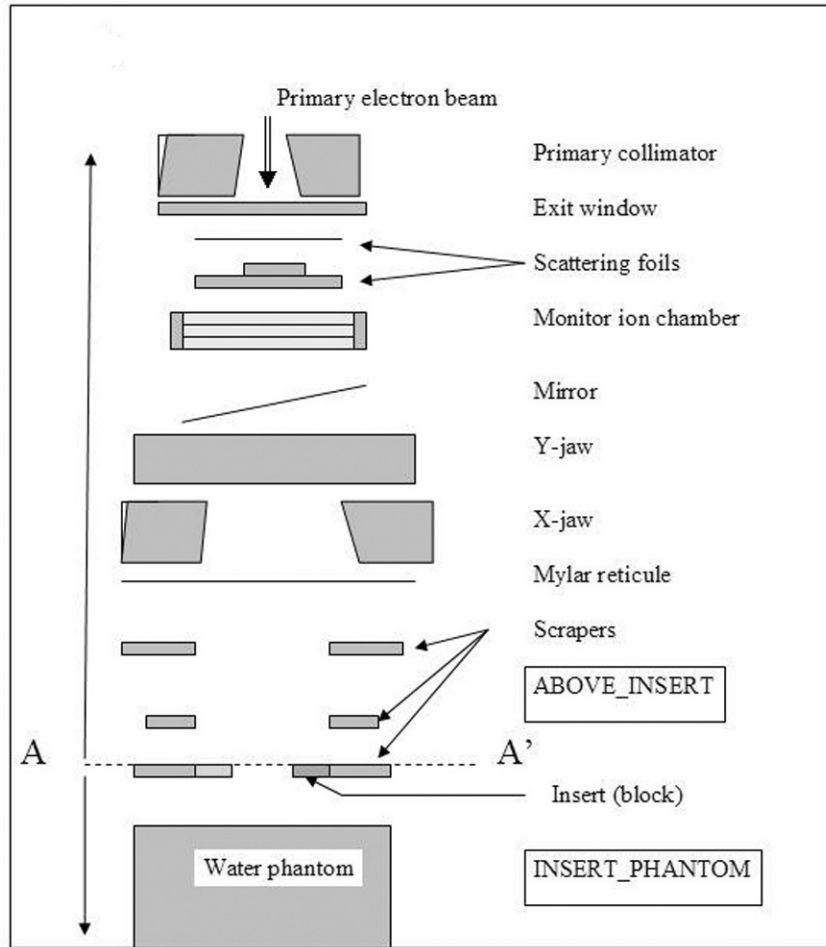 Primary electron beam
Primary collimator
Exit window
Scattering foils
Monitor ion chamber
Mirror
Y-jaw
X-jaw
Mylar reticule
Scrapers
ABOVE_INSERT
A A’
Insert (block)
Water phantom
INSERT_PHANTOM